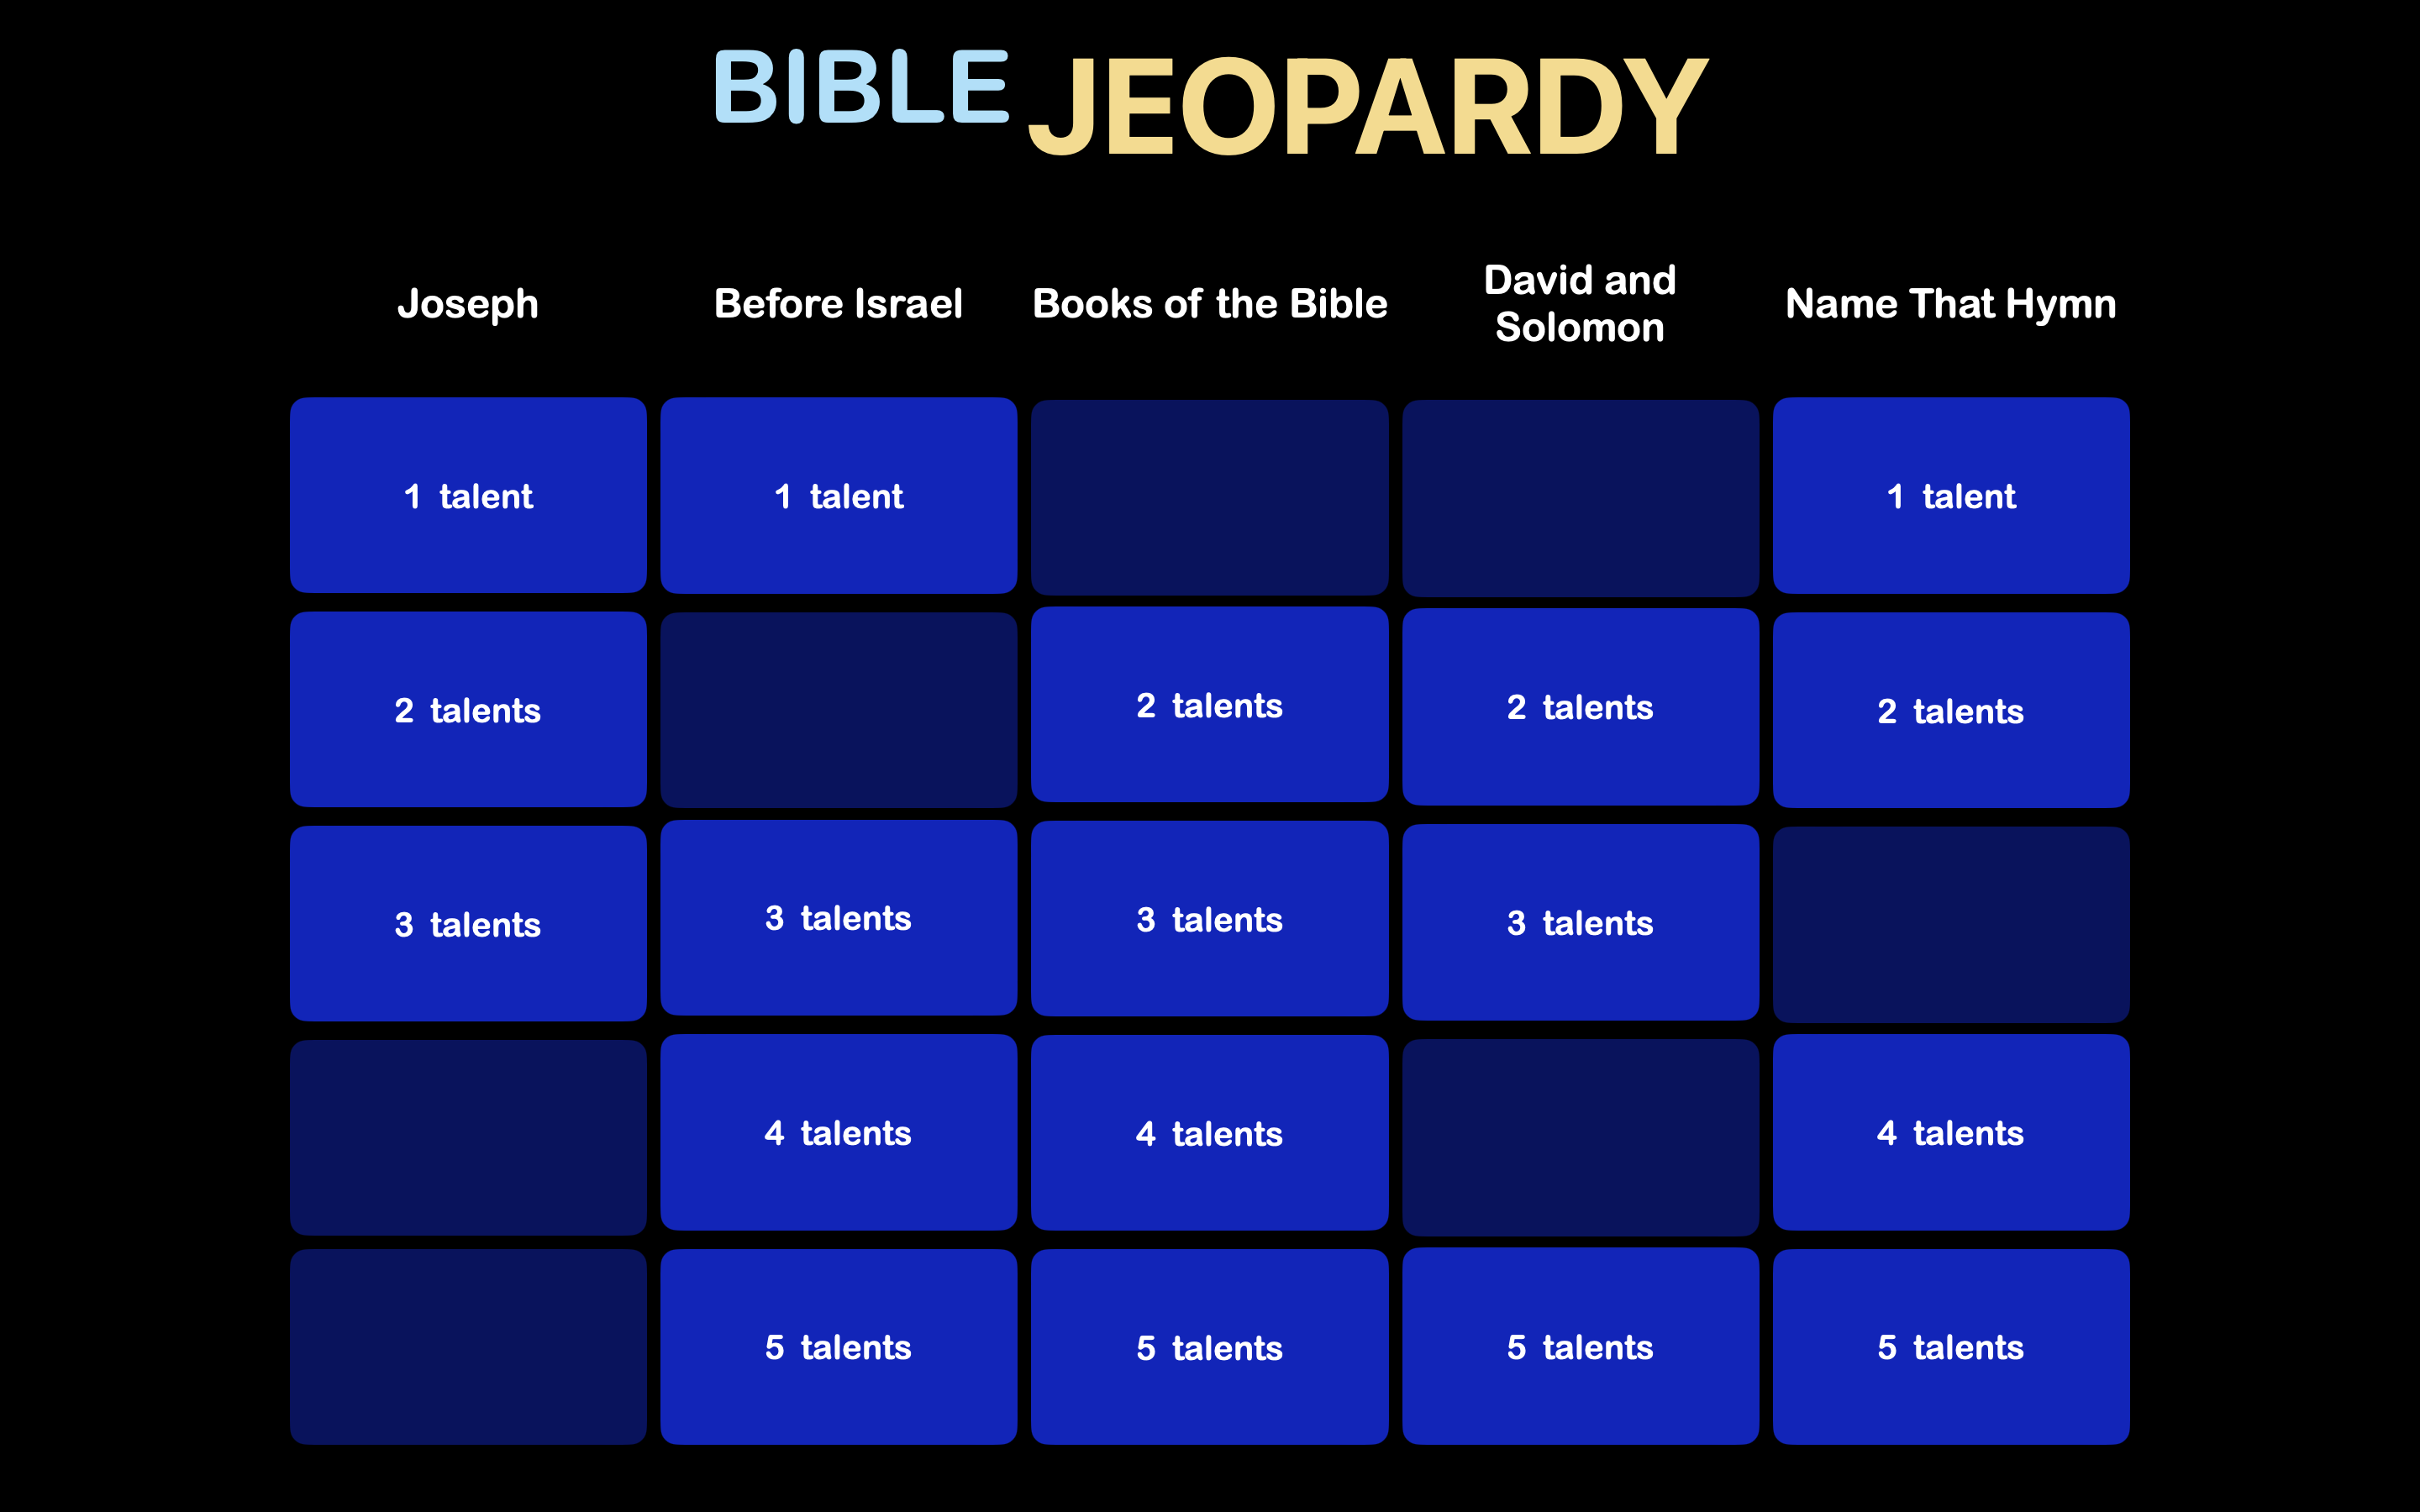 BIBLE JEOPARDY
Joseph
Before Israel
Books of the Bible
David and
Solomon
Name That Hymn
1 talent
1 talent
1 talent
2 talents
2 talents
2 talents
2 talents
3 talents
3 talents
3 talents
3 talents
4 talents
4 talents
4 talents
5 talents
5 talents
5 talents
5 talents